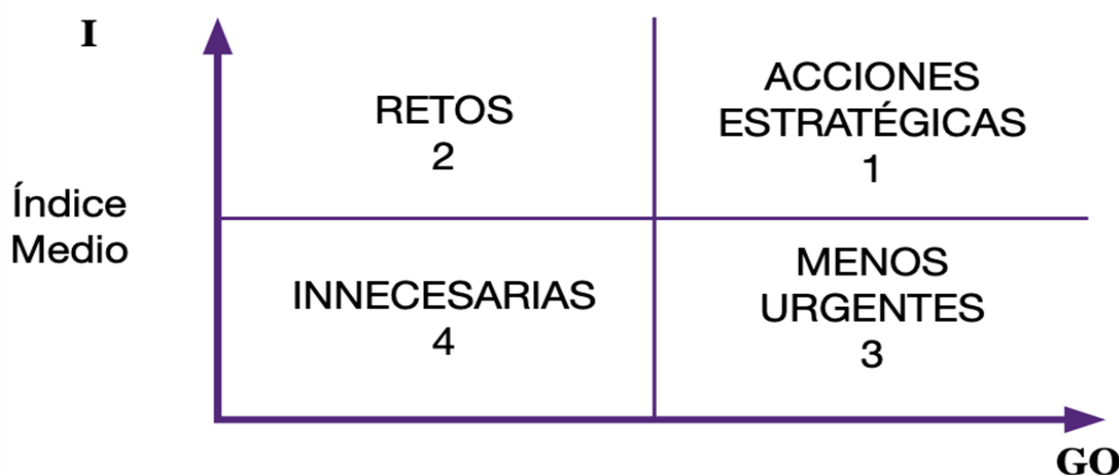 I
RETOS
2
ACCIONES
ESTRATÉGICAS
1
Índice
Medio
INNECESARIAS
4
MENOS
URGENTES
3
GO